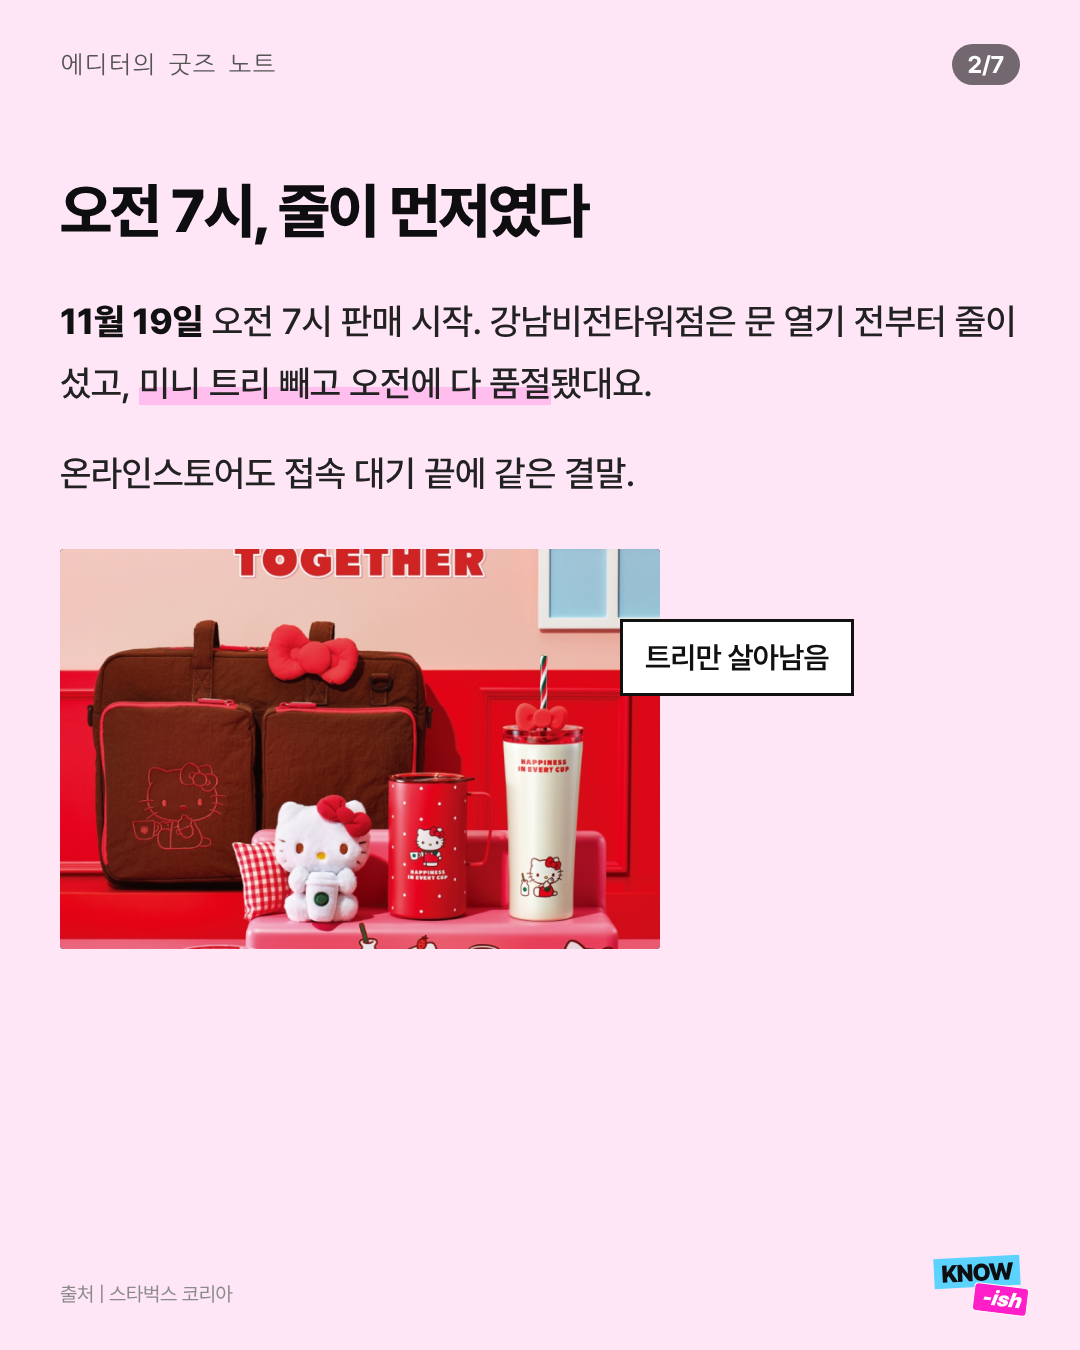 에디터의 굿즈 노트
2/7
오전 7시, 줄이 먼저였다
11월 19일 오전 7시 판매 시작. 강남비전타워점은 문 열기 전부터 줄이
섰고, 미니 트리 빼고 오전에 다 품절됐대요.
온라인스토어도 접속 대기 끝에 같은 결말.
TOGETHER
트리만 살아남음
HAPPINESS
IN EVERY CUP
HAPPINESS
IN EVERY CUP
출처 | 스타벅스 코리아
KNOW
-ish